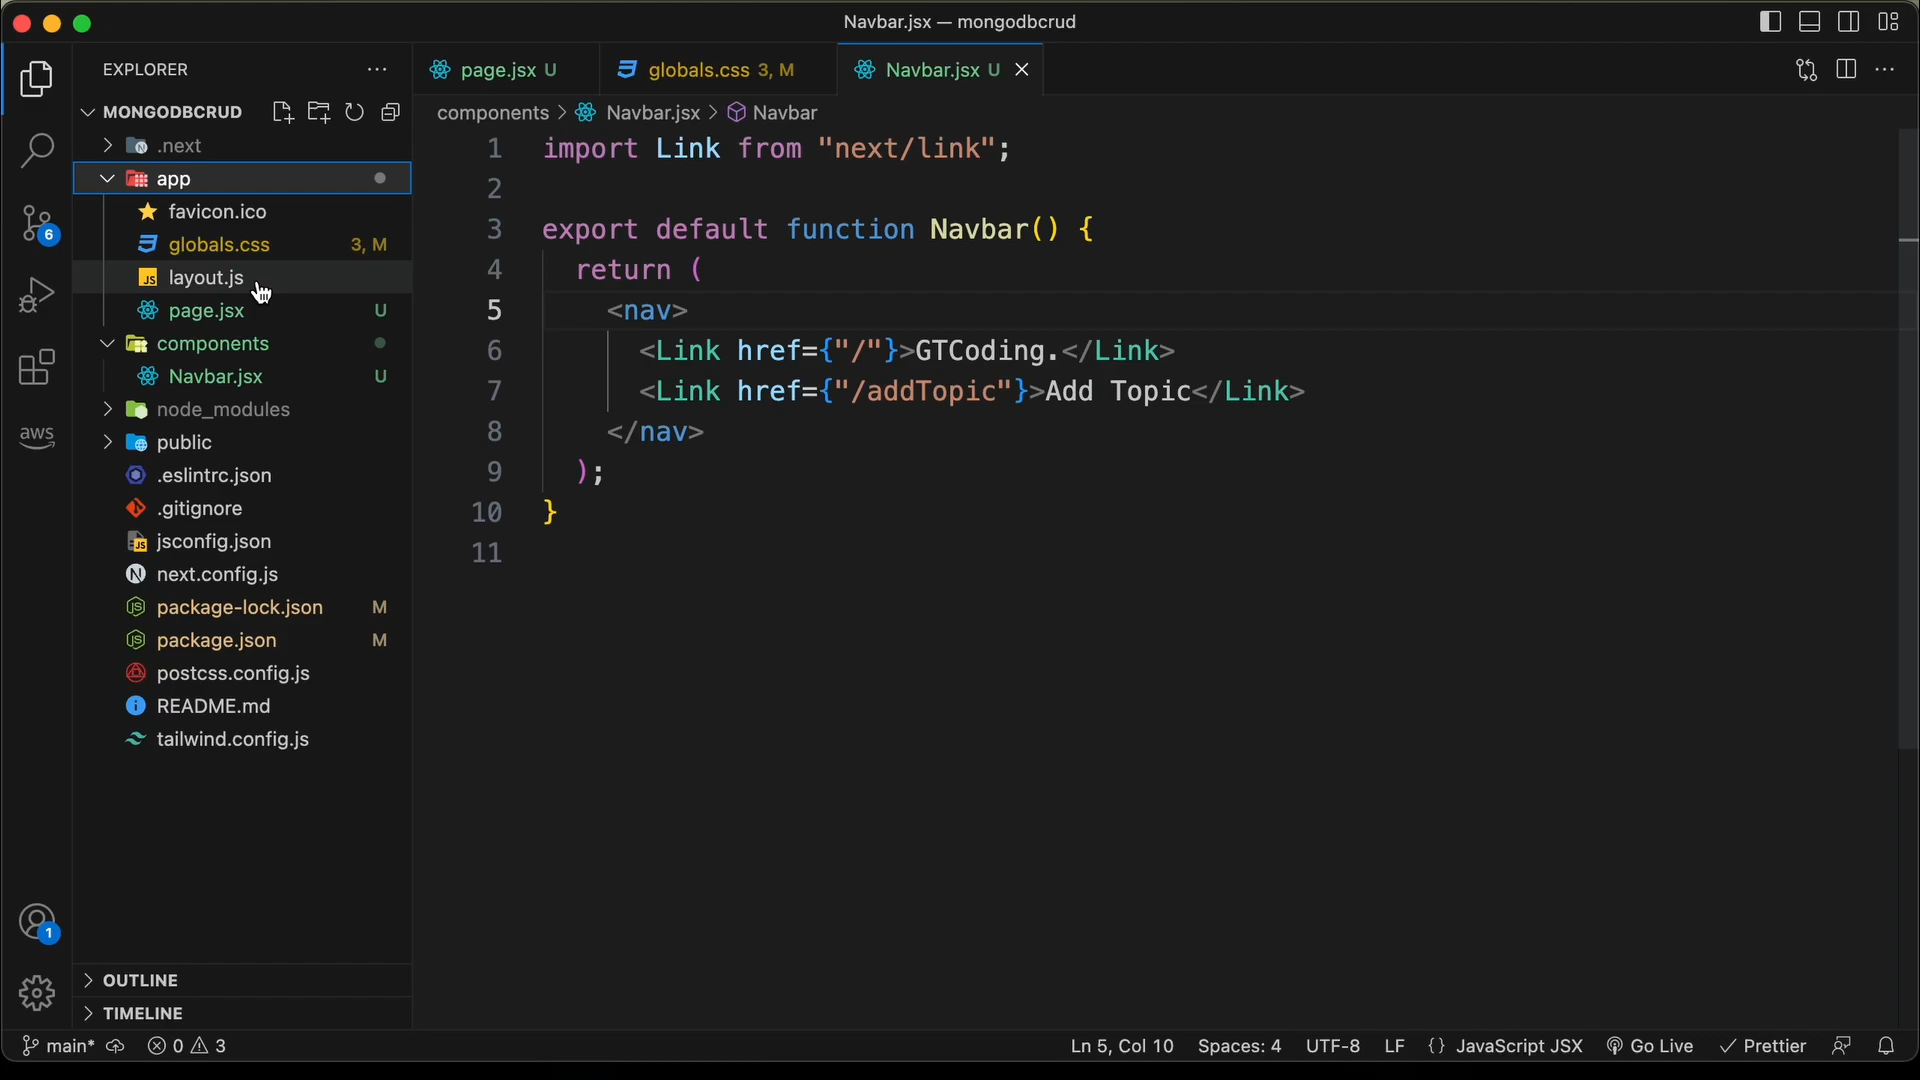 Navbar.jsx — mongodbcrud
EXPLORER
page.jsx U
globals.css 3, M
Navbar.jsx U
MONGODBCRUD
components > Navbar.jsx > Navbar
.next
app
favicon.ico
globals.css 3, M
layout.js
page.jsx U
components
Navbar.jsx U
node_modules
public
.eslintrc.json
.gitignore
jsconfig.json
next.config.js
package-lock.json M
package.json M
postcss.config.js
README.md
tailwind.config.js
1 import Link from "next/link";
2
3 export default function Navbar() {
4 return (
5 <nav>
6 <Link href={"/"}>GTCoding.</Link>
7 <Link href={"/addTopic"}>Add Topic</Link>
8 </nav>
9 );
10 }
11
6
aws
1
OUTLINE
TIMELINE
main* 0 3
Ln 5, Col 10 Spaces: 4 UTF-8 LF {} JavaScript JSX Go Live Prettier